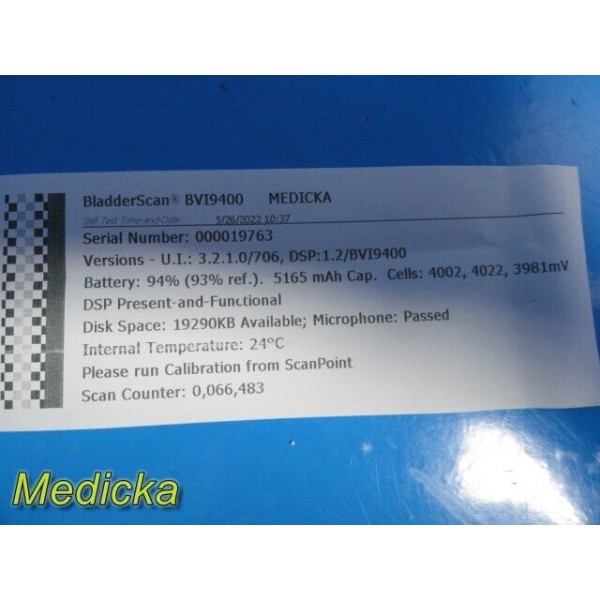 BladderScan® BVI9400 MEDICKA
Self Test Time-and-Date 5/26/2022 10:37
Serial Number: 000019763
Versions - U.I.: 3.2.1.0/706, DSP:1.2/BVI9400
Battery: 94% (93% ref.). 5165 mAh Cap. Cells: 4002, 4022, 3981mV
DSP Present-and-Functional
Disk Space: 19290KB Available; Microphone: Passed
Internal Temperature: 24°C
Please run Calibration from ScanPoint
Scan Counter: 0,066,483
Medicka